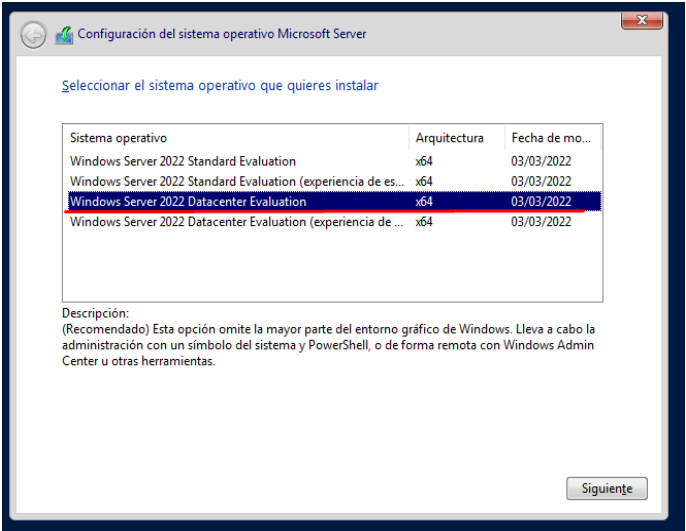 Configuración del sistema operativo Microsoft Server
Seleccionar el sistema operativo que quieres instalar
Sistema operativo Arquitectura Fecha de mo...
Windows Server 2022 Standard Evaluation x64 03/03/2022
Windows Server 2022 Standard Evaluation (experiencia de es... x64 03/03/2022
Windows Server 2022 Datacenter Evaluation x64 03/03/2022
Windows Server 2022 Datacenter Evaluation (experiencia de ... x64 03/03/2022
Descripción:
(Recomendado) Esta opción omite la mayor parte del entorno gráfico de Windows. Lleva a cabo la
administración con un símbolo del sistema y PowerShell, o de forma remota con Windows Admin
Center u otras herramientas.
Siguiente